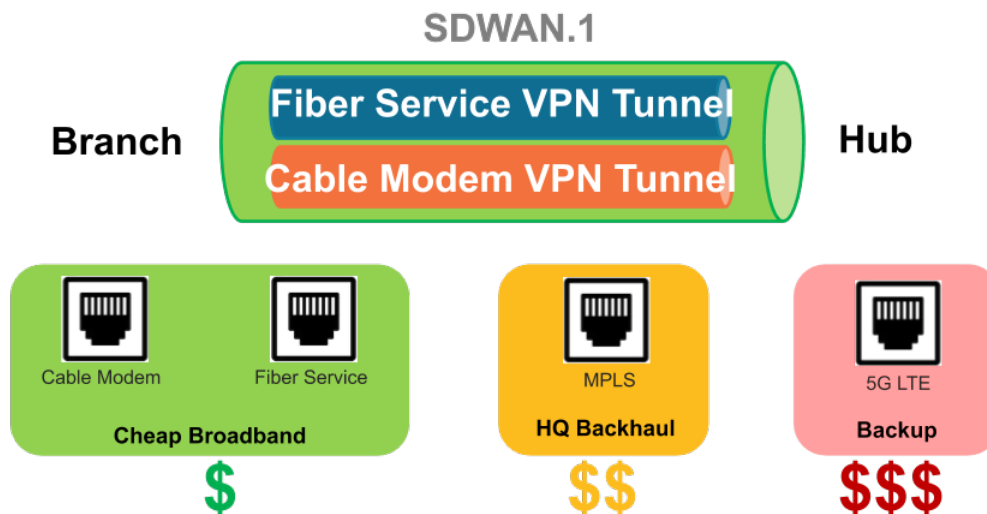 SDWAN.1
Branch
Fiber Service VPN Tunnel
Cable Modem VPN Tunnel
Hub
Cable Modem
Fiber Service
Cheap Broadband
$
MPLS
HQ Backhaul
$$
5G LTE
Backup
$$$